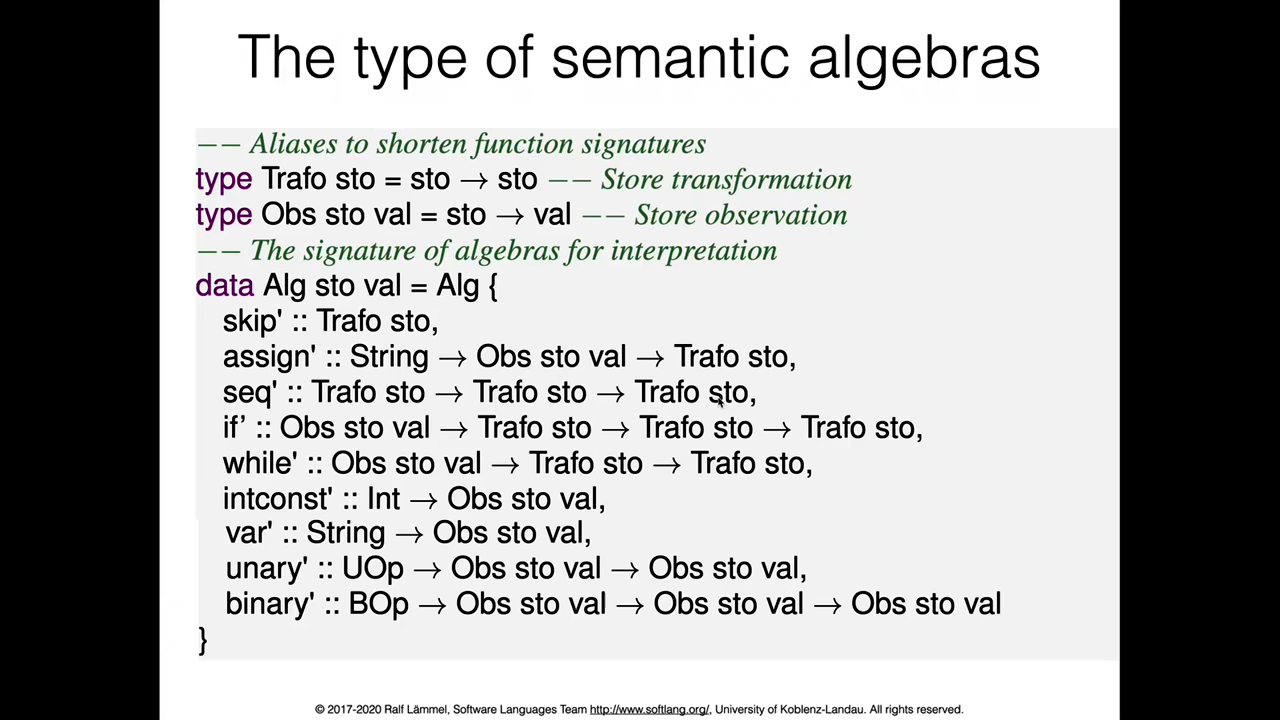 The type of semantic algebras
−− Aliases to shorten function signatures
type Trafo sto = sto → sto −− Store transformation
type Obs sto val = sto → val −− Store observation
−− The signature of algebras for interpretation
data Alg sto val = Alg {
skip' :: Trafo sto,
assign' :: String → Obs sto val → Trafo sto,
seq' :: Trafo sto → Trafo sto → Trafo sto,
if’ :: Obs sto val → Trafo sto → Trafo sto → Trafo sto,
while' :: Obs sto val → Trafo sto → Trafo sto,
intconst' :: Int → Obs sto val,
var' :: String → Obs sto val,
unary' :: UOp → Obs sto val → Obs sto val,
binary' :: BOp → Obs sto val → Obs sto val → Obs sto val
}
© 2017-2020 Ralf Lämmel, Software Languages Team http://www.softlang.org/, University of Koblenz-Landau. All rights reserved.